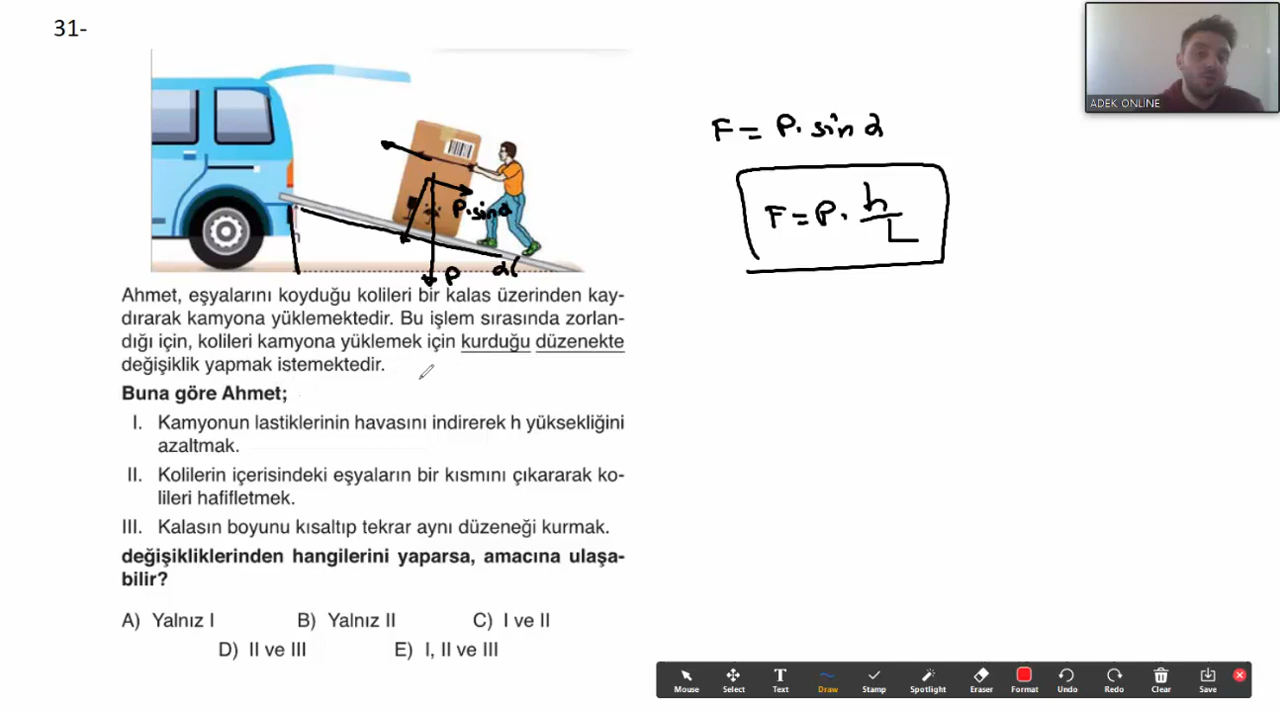 31-
ADEK ONLİNE
F = P. sin α
F = P. h/L
P.sin α
h
P
α
Ahmet, eşyalarını koyduğu kolileri bir kalas üzerinden kay-
dırarak kamyona yüklemektedir. Bu işlem sırasında zorlan-
dığı için, kolileri kamyona yüklemek için kurduğu düzenekte
değişiklik yapmak istemektedir.
Buna göre Ahmet;
I. Kamyonun lastiklerinin havasını indirerek h yüksekliğini
azaltmak.
II. Kolilerin içerisindeki eşyaların bir kısmını çıkararak ko-
lileri hafifletmek.
III. Kalasın boyunu kısaltıp tekrar aynı düzeneği kurmak.
değişikliklerinden hangilerini yaparsa, amacına ulaşa-
bilir?
A) Yalnız I B) Yalnız II C) I ve II
D) II ve III E) I, II ve III
Mouse Select Text Draw Stamp Spotlight Eraser Format Undo Redo Clear Save